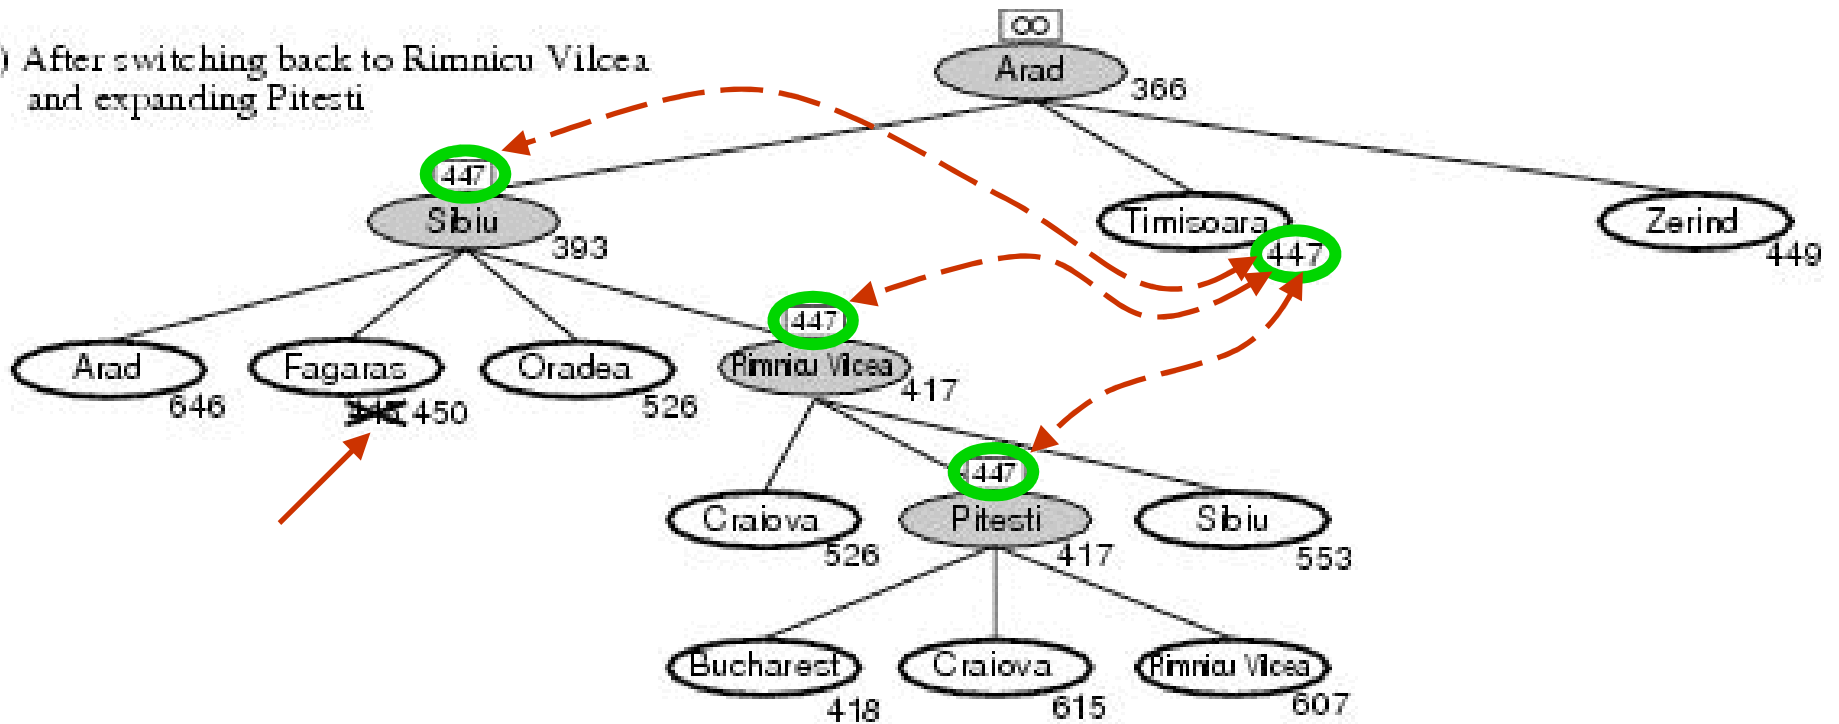 ∞
) After switching back to Rimnicu Vilcea
and expanding Pitesti
Arad
366
447
Sibiu
393
Timisoara
447
Zerind
449
447
Arad
646
Fagaras
450
Oradea
526
Rimnicu Vilcea
417
447
Craiova
526
Pitesti
417
Sibiu
553
Bucharest
418
Craiova
615
Rimnicu Vilcea
607